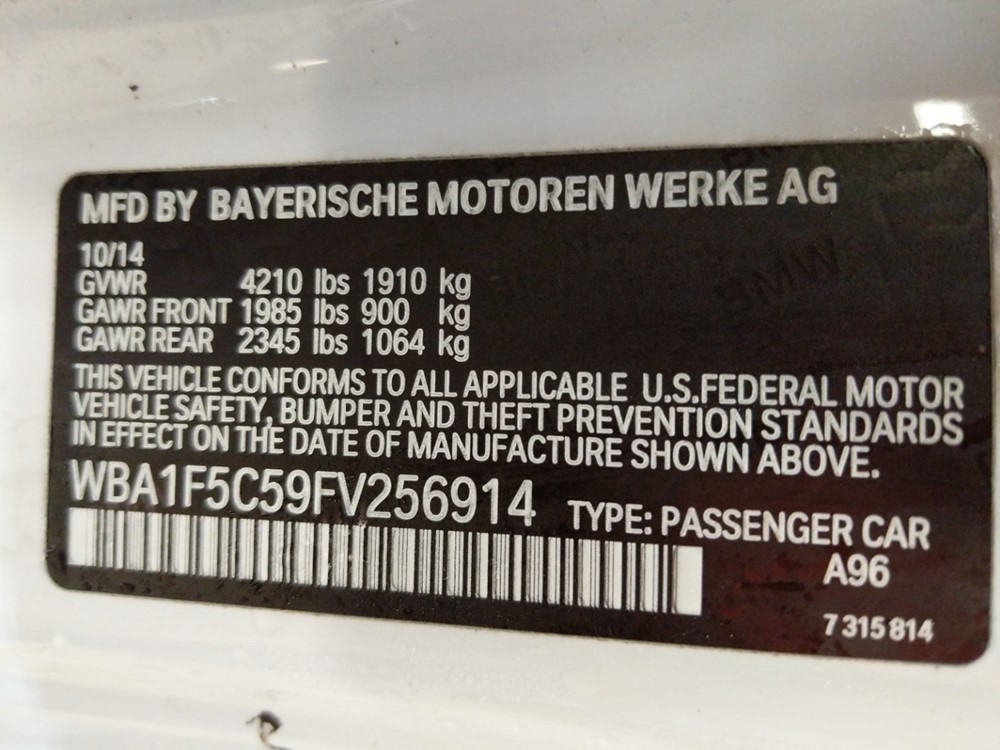 MFD BY BAYERISCHE MOTOREN WERKE AG
10/14
GVWR 4210 lbs 1910 kg
GAWR FRONT 1985 lbs 900 kg
GAWR REAR 2345 lbs 1064 kg
THIS VEHICLE CONFORMS TO ALL APPLICABLE U.S.FEDERAL MOTOR
VEHICLE SAFETY, BUMPER AND THEFT PREVENTION STANDARDS
IN EFFECT ON THE DATE OF MANUFACTURE SHOWN ABOVE.
WBA1F5C59FV256914 TYPE: PASSENGER CAR
A96
7 315 814
BMW